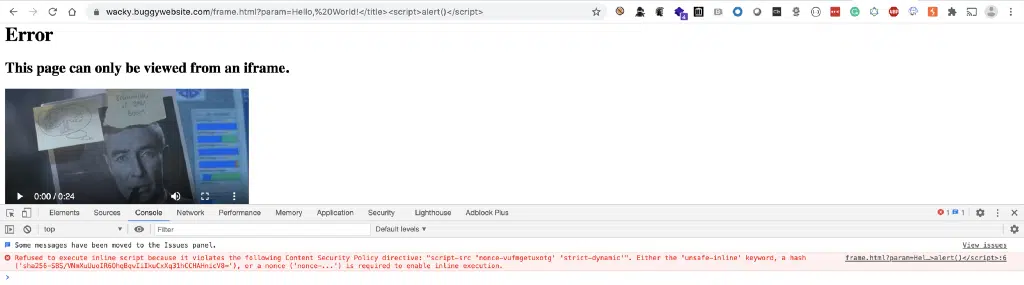 wacky.buggywebsite.com/frame.html?param=Hello,%20World!</title><script>alert()</script>
Error
This page can only be viewed from an iframe.
0:00 / 0:24
Elements Sources Console Network Performance Memory Application Security Lighthouse Adblock Plus 1 1
top Filter Default levels
Some messages have been moved to the Issues panel. View issues
Refused to execute inline script because it violates the following Content Security Policy directive: "script-src 'nonce-vufmgetuxotg' 'strict-dynamic'". Either the 'unsafe-inline' keyword, a hash frame.html?param=Hel…>alert()</script>:6
nonce ('nonce-...') is required to enable inline execution.